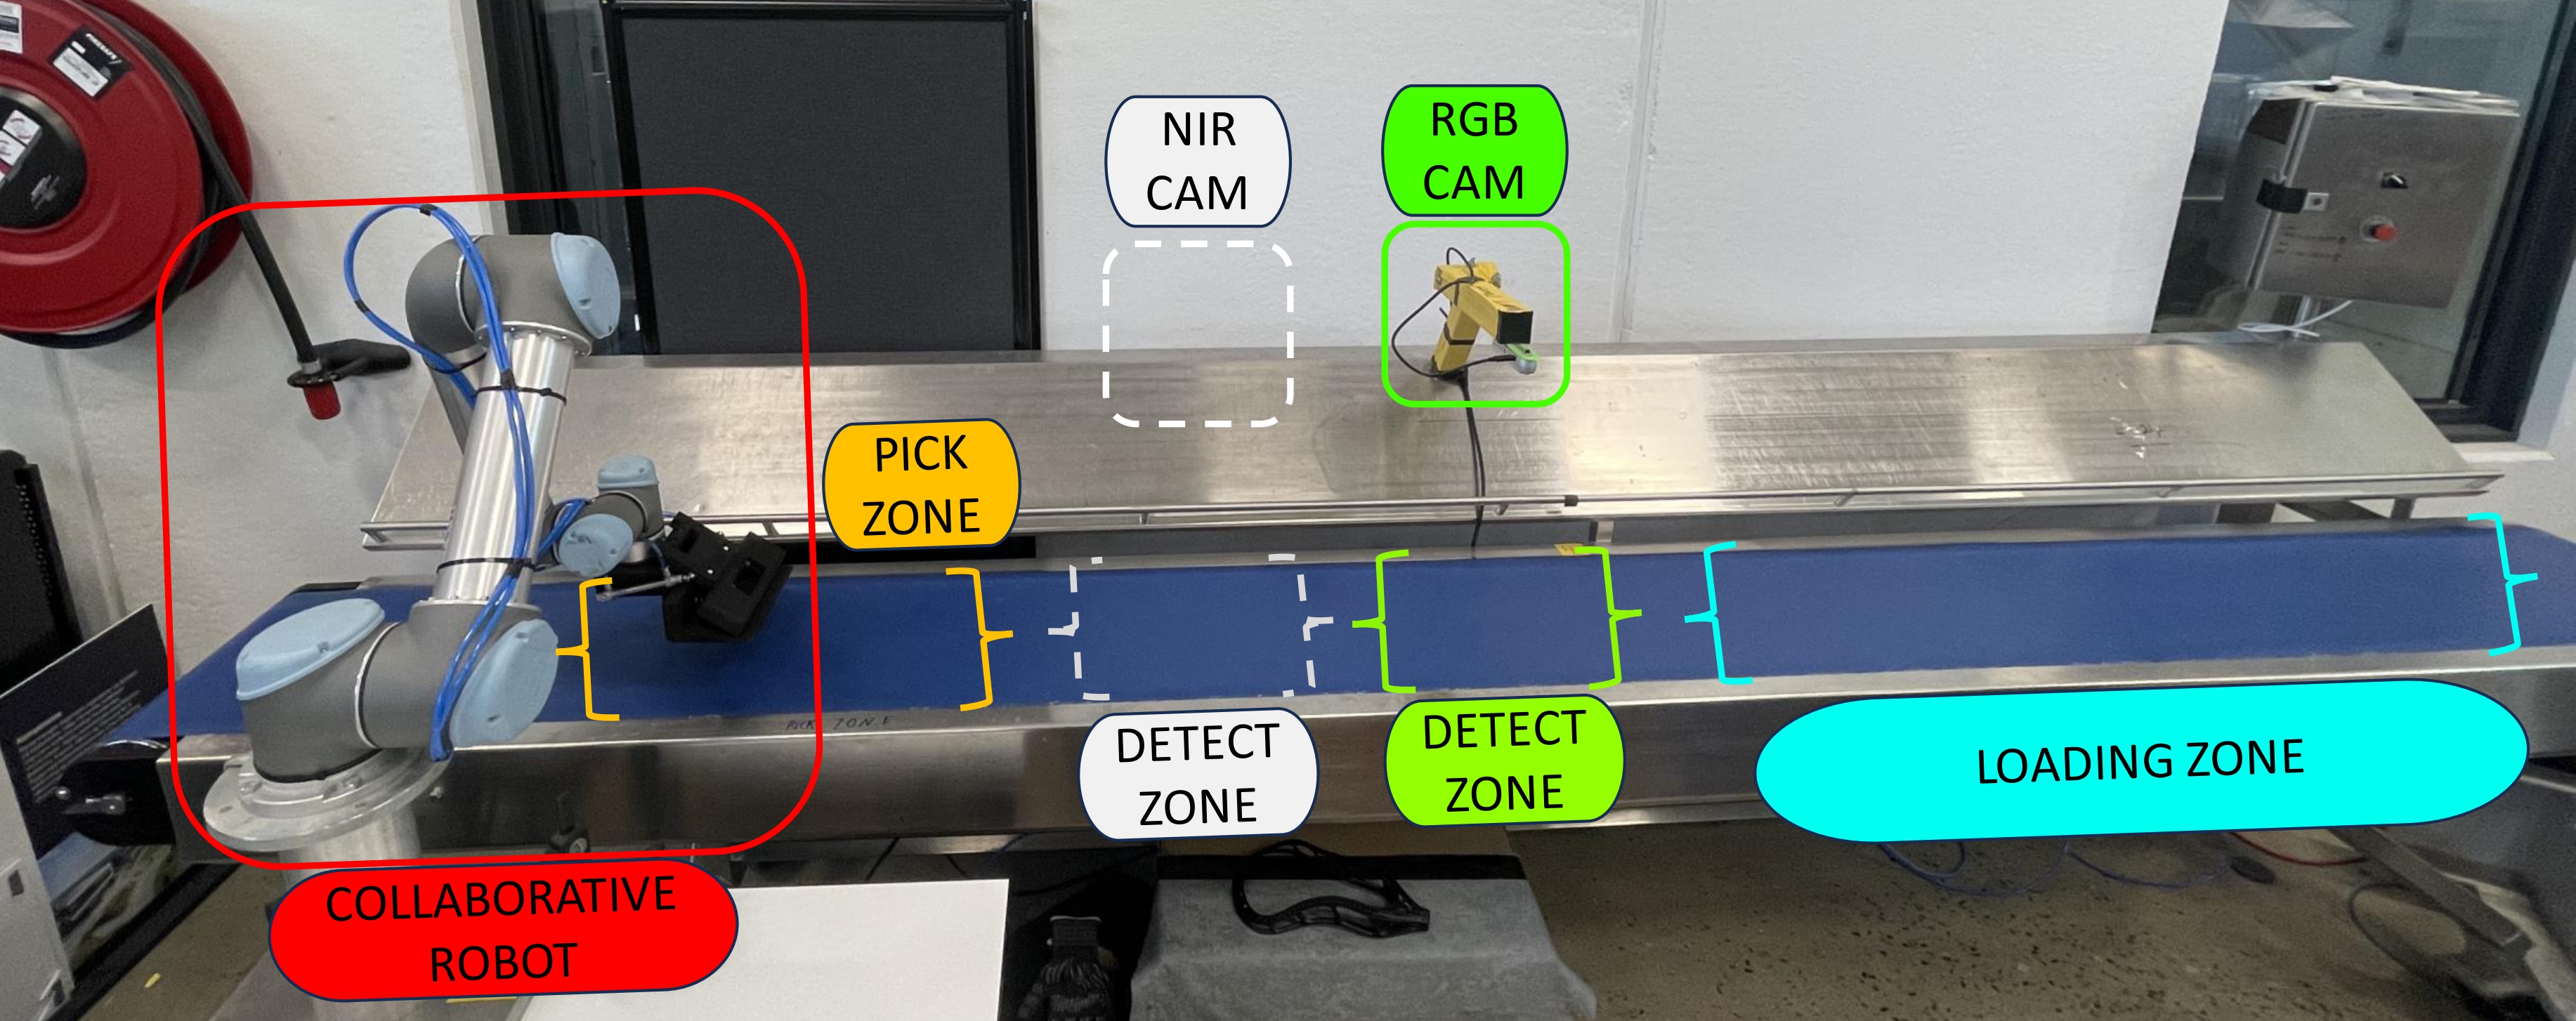 NIR
CAM
RGB
CAM
PICK
ZONE
PICK ZONE
DETECT
ZONE
DETECT
ZONE
LOADING ZONE
COLLABORATIVE
ROBOT